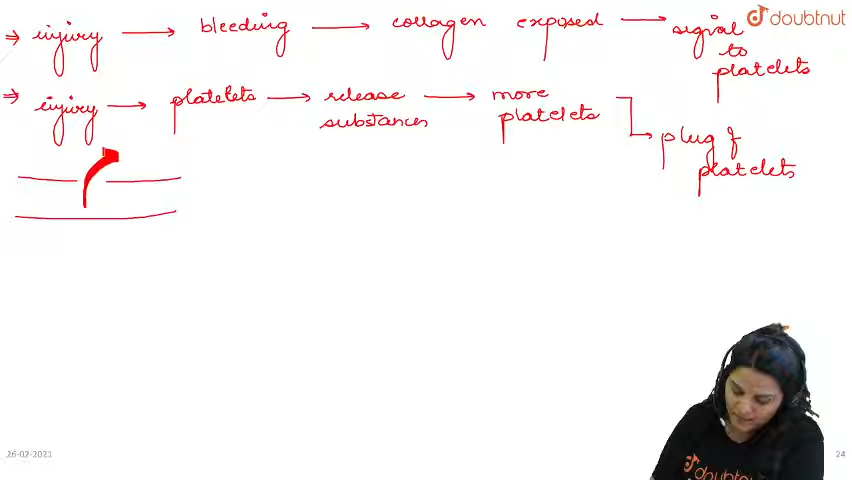 doubtnut
⇒ injury → bleeding → collagen exposed → signal
to
platelets
⇒ injury → platelets → release → more
substances platelets
plug of
platelets
doubtnut
26-02-2021
24